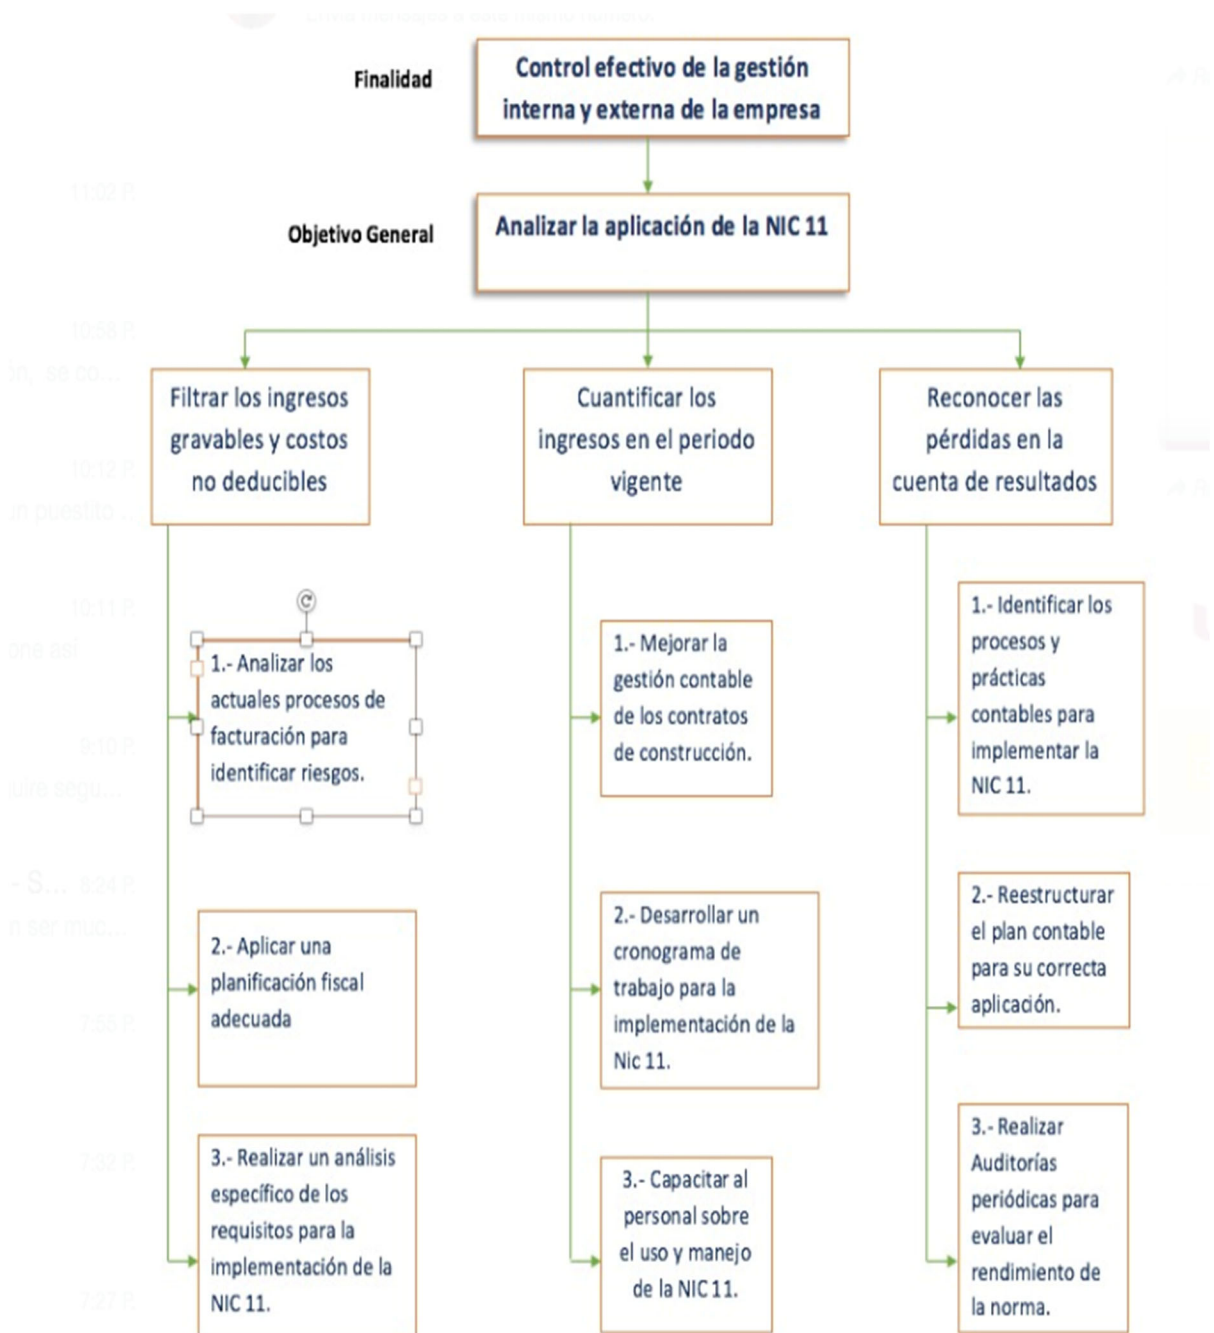 Finalidad
Control efectivo de la gestión
interna y externa de la empresa
Objetivo General
Analizar la aplicación de la NIC 11
Filtrar los ingresos
gravables y costos
no deducibles
1.- Analizar los
actuales procesos de
facturación para
identificar riesgos.
2.- Aplicar una
planificación fiscal
adecuada
3.- Realizar un análisis
específico de los
requisitos para la
implementación de la
NIC 11.
Cuantificar los
ingresos en el periodo
vigente
1.- Mejorar la
gestión contable
de los contratos
de construcción.
2.- Desarrollar un
cronograma de
trabajo para la
implementación de la
Nic 11.
3.- Capacitar al
personal sobre
el uso y manejo
de la NIC 11.
Reconocer las
pérdidas en la
cuenta de resultados
1.- Identificar los
procesos y
prácticas
contables para
implementar la
NIC 11.
2.- Reestructurar
el plan contable
para su correcta
aplicación.
3.- Realizar
Auditorías
periódicas para
evaluar el
rendimiento de
la norma.